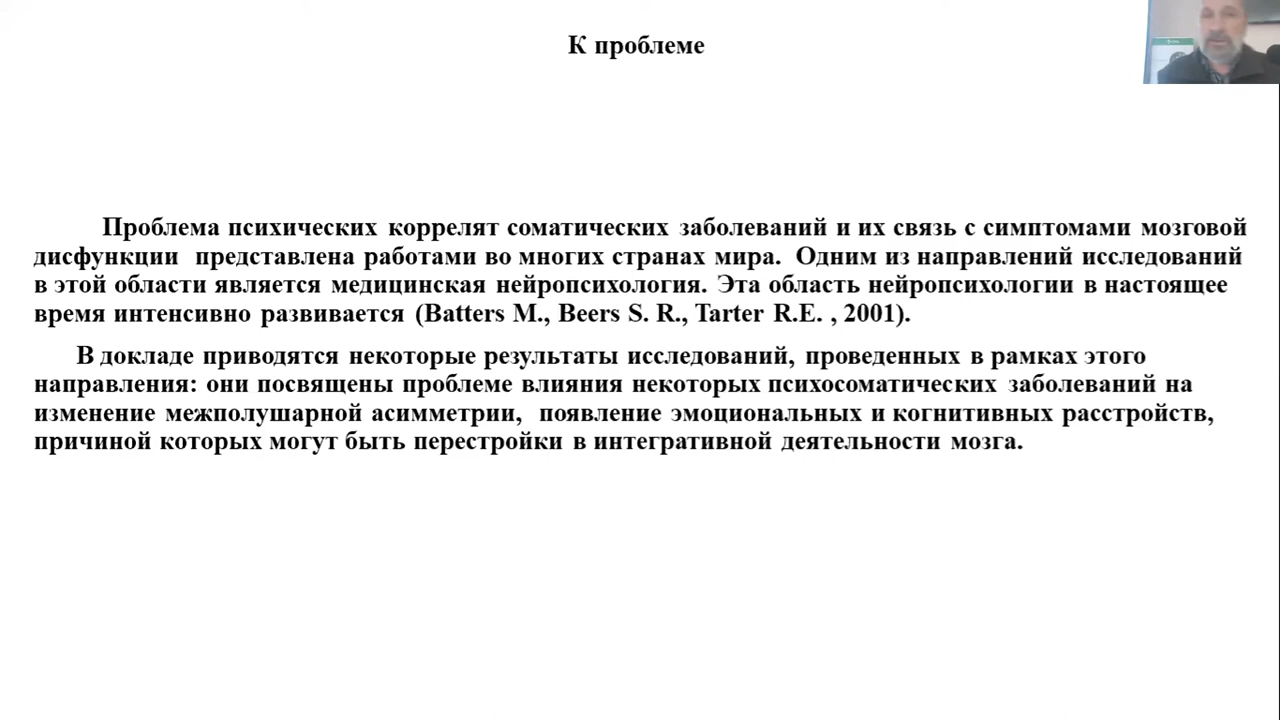 К проблеме
Проблема психических коррелят соматических заболеваний и их связь с симптомами мозговой
дисфункции представлена работами во многих странах мира. Одним из направлений исследований
в этой области является медицинская нейропсихология. Эта область нейропсихологии в настоящее
время интенсивно развивается (Batters M., Beers S. R., Tarter R.E. , 2001).
В докладе приводятся некоторые результаты исследований, проведенных в рамках этого
направления: они посвящены проблеме влияния некоторых психосоматических заболеваний на
изменение межполушарной асимметрии, появление эмоциональных и когнитивных расстройств,
причиной которых могут быть перестройки в интегративной деятельности мозга.